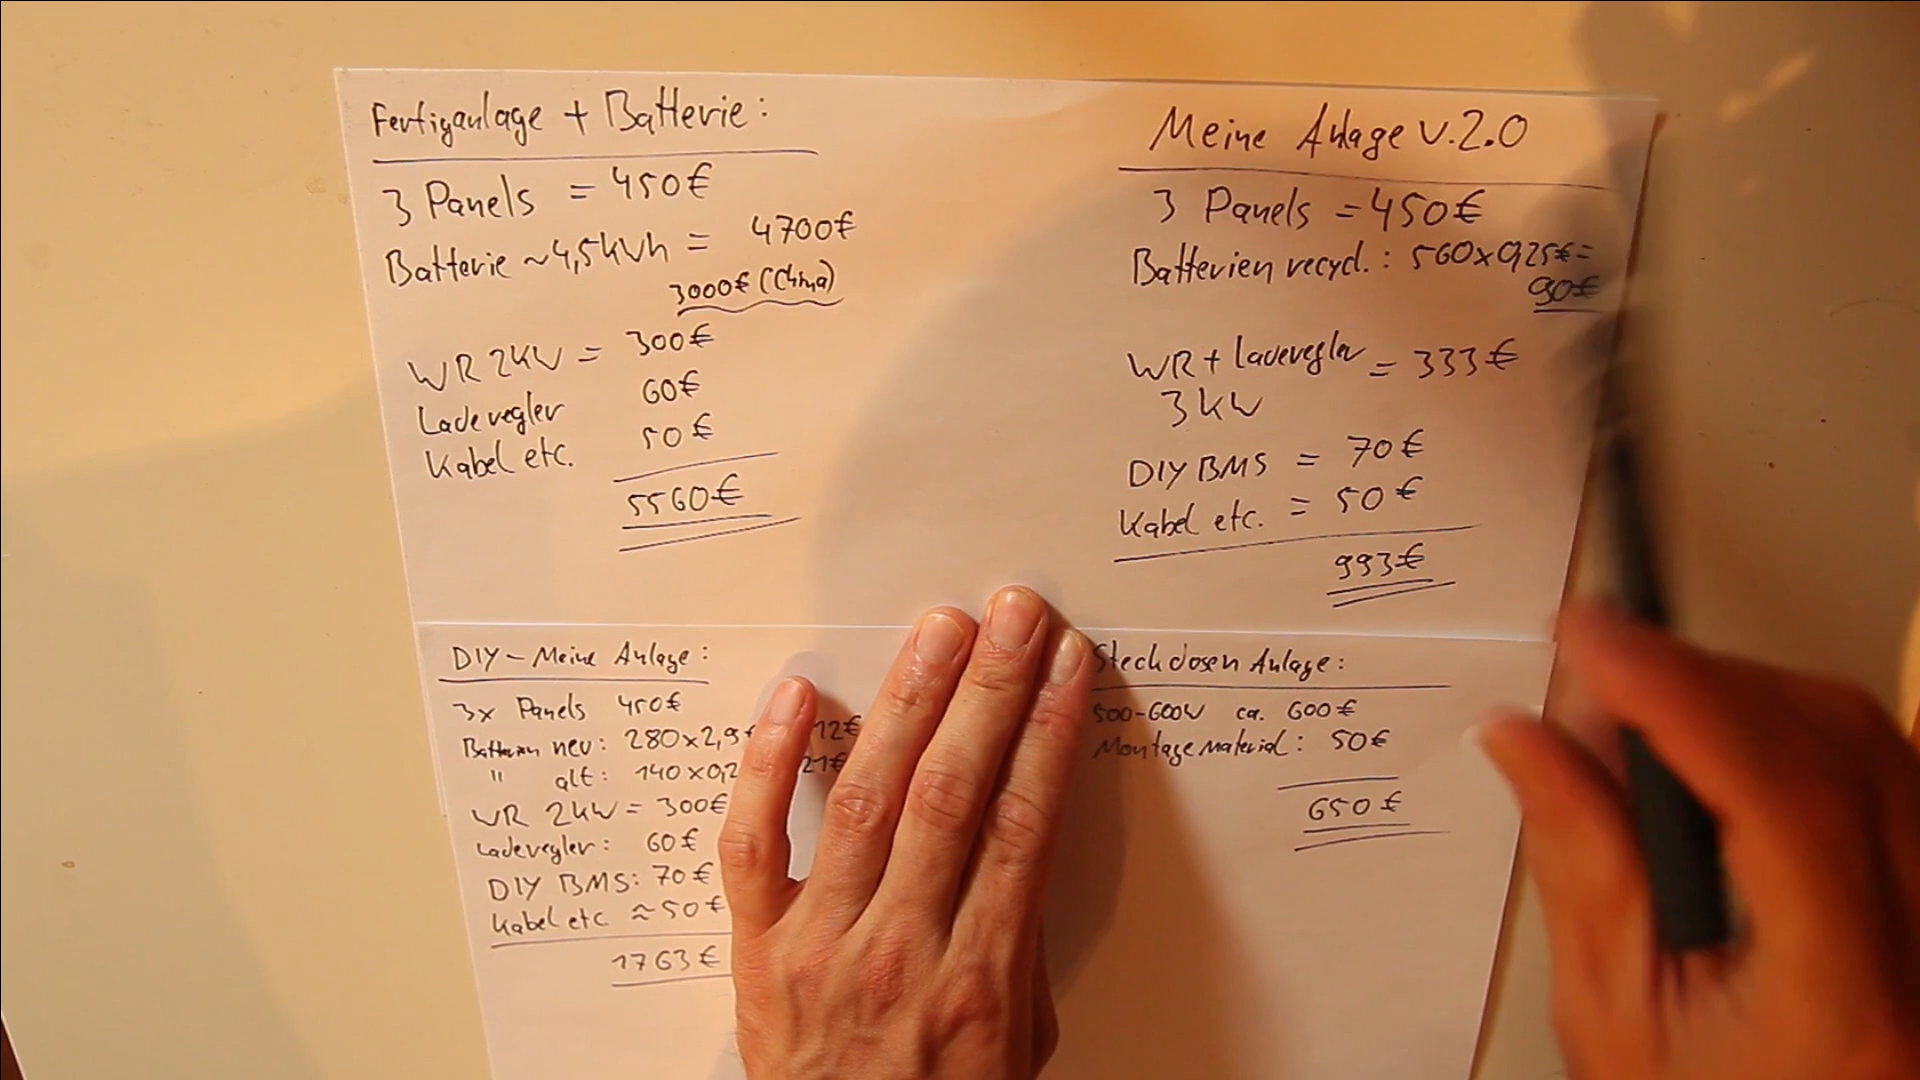 Fertiganlage + Batterie:
3 Panels = 450€
Batterie ~4,5kWh = 4700€
3000€ (China)
WR 2KW = 300€
Laderegler 60€
Kabel etc. 50€
5560€
Meine Anlage V.2.0
3 Panels = 450€
Batterien recycl.: 560x0,25€=
90€
WR + Laderegler = 333€
3KW
DIY BMS = 70€
Kabel etc. = 50€
993€
DIY - Meine Anlage:
3x Panels 450€
Batterien neu: 280x2,9 12€
" alt: 140x0,2 21€
WR 2KW = 300€
Laderegler: 60€
DIY BMS: 70€
Kabel etc ≈50€
1763€
Steckdosen Anlage:
500-600W ca. 600€
Montagematerial: 50€
650€